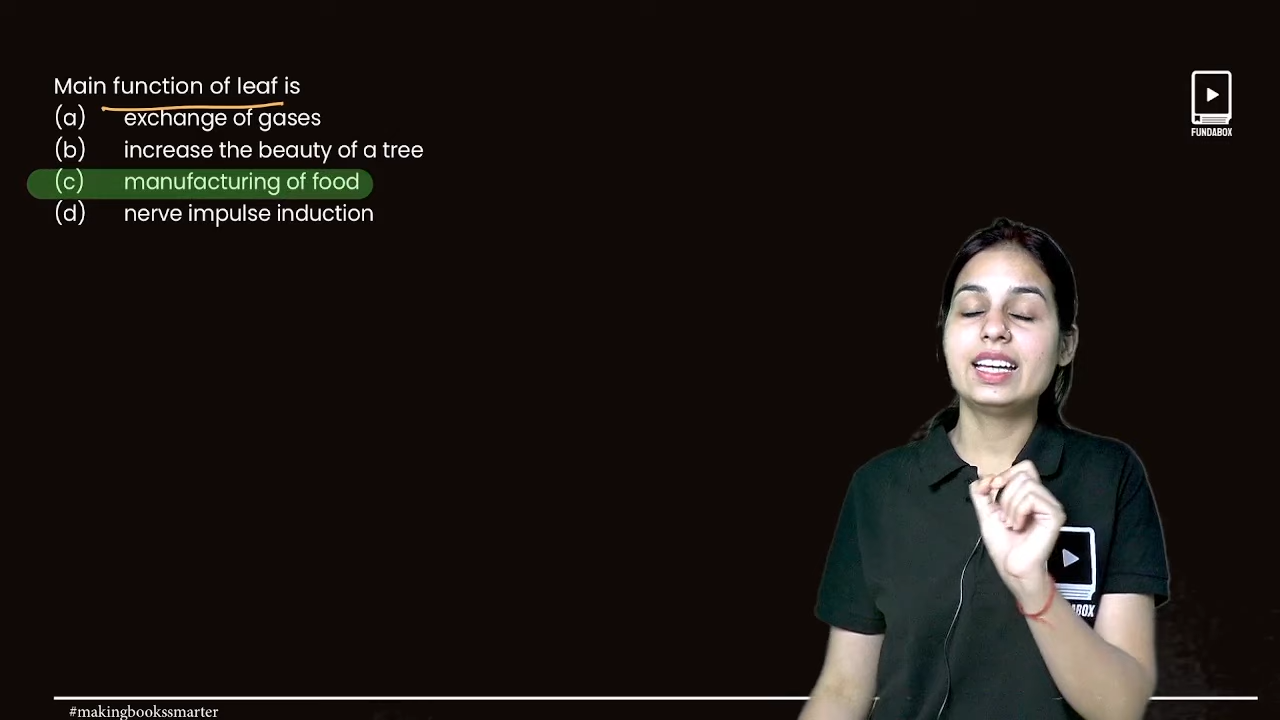 Main function of leaf is
(a) exchange of gases
(b) increase the beauty of a tree
(c) manufacturing of food
(d) nerve impulse induction
FUNDABOX
ABOX
#makingbookssmarter